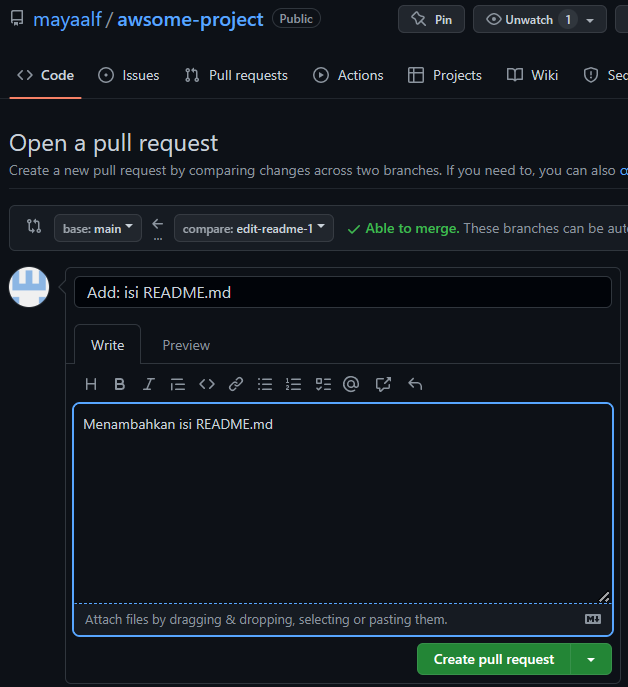 mayaalf / awsome-project Public Pin Unwatch 1
Code Issues Pull requests Actions Projects Wiki
Open a pull request
Create a new pull request by comparing changes across two branches. If you need to, you can also
base: main compare: edit-readme-1 Able to merge. These branches can be
Add: isi README.md
Write Preview
H B I
Menambahkan isi README.md
Attach files by dragging & dropping, selecting or pasting them.
Create pull request